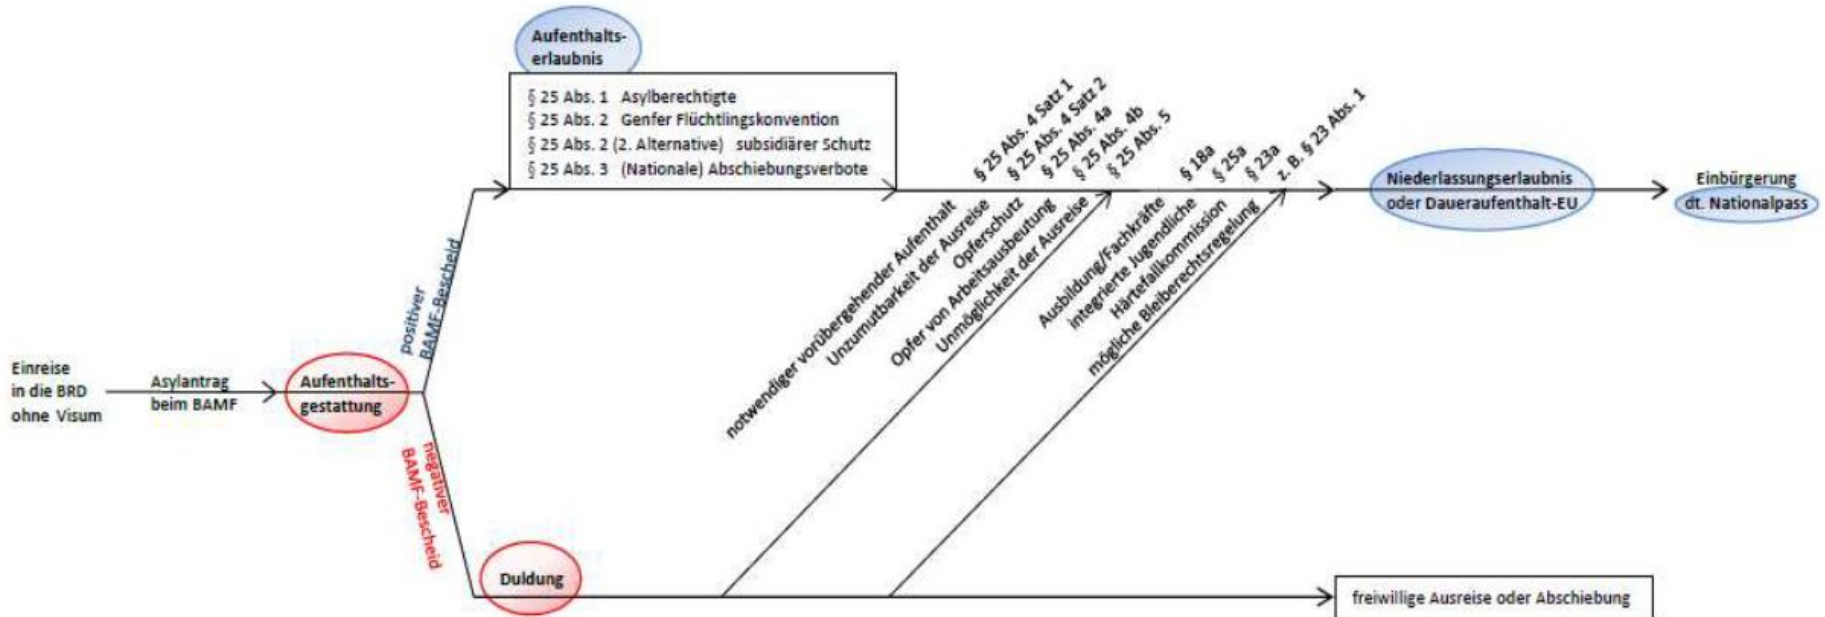 Aufenthalts-
erlaubnis
§ 25 Abs. 1 Asylberechtigte
§ 25 Abs. 2 Genfer Flüchtlingskonvention
§ 25 Abs. 2 (2. Alternative) subsidiärer Schutz
§ 25 Abs. 3 (Nationale) Abschiebungsverbote
§ 25 Abs. 4 Satz 1
§ 25 Abs. 4 Satz 2
§ 25 Abs. 4a
§ 25 Abs. 4b
§ 25 Abs. 5
§ 18a
§ 25a
§ 23a
z. B. § 23 Abs. 1
notwendiger vorübergehender Aufenthalt
Unzumutbarkeit der Ausreise
Opferschutz
Opfer von Arbeitsausbeutung
Unmöglichkeit der Ausreise
Ausbildung/Fachkräfte
integrierte Jugendliche
Härtefallkommission
mögliche Bleiberechtsregelung
Niederlassungserlaubnis
oder Daueraufenthalt-EU
Einbürgerung
dt. Nationalpass
positiver
BAMF-Bescheid
Einreise
in die BRD
ohne Visum
Asylantrag
beim BAMF
Aufenthalts-
gestattung
negativer
BAMF-Bescheid
Duldung
freiwillige Ausreise oder Abschiebung